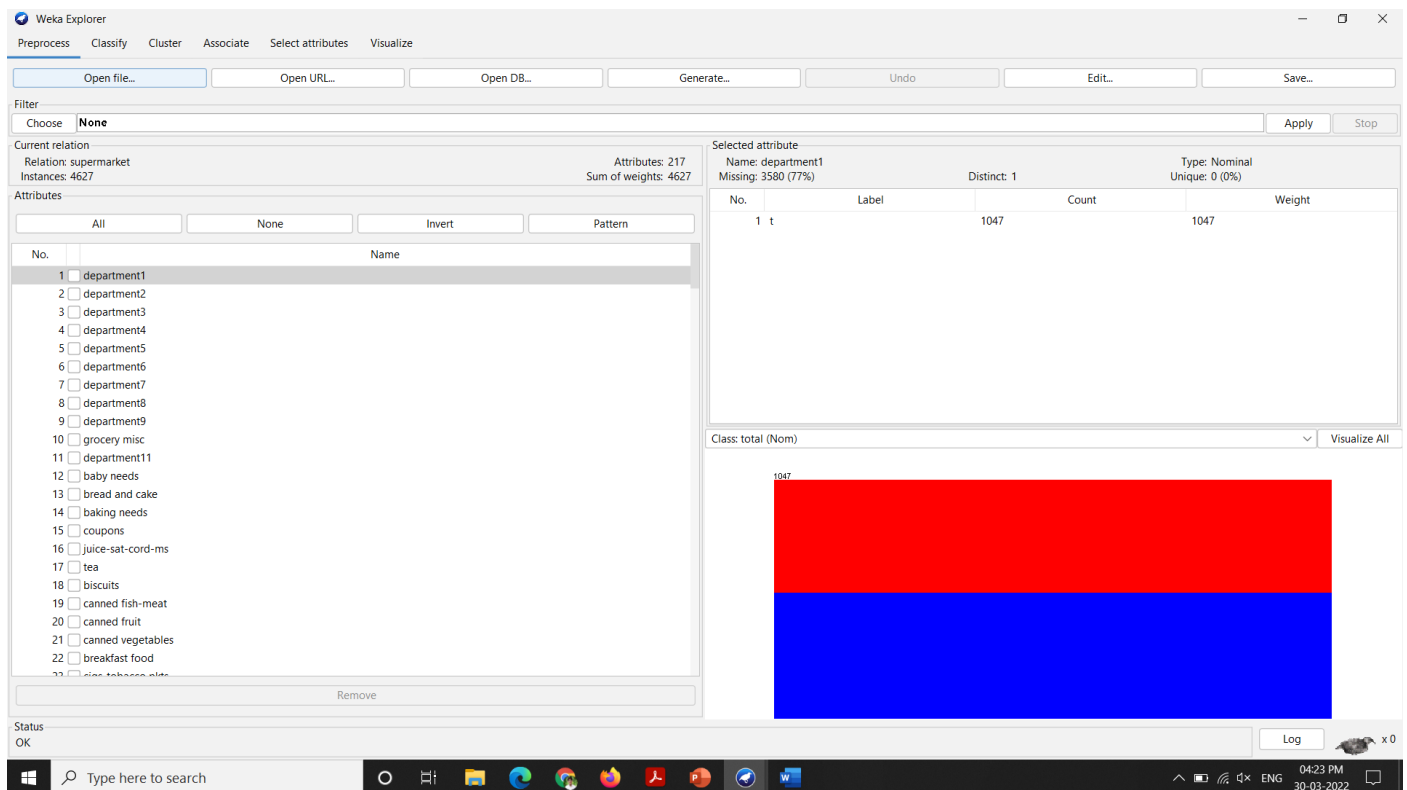 Weka Explorer
Preprocess Classify Cluster Associate Select attributes Visualize
Open file... Open URL... Open DB... Generate... Undo Edit... Save...
Filter
Choose None Apply Stop
Current relation
Relation: supermarket Attributes: 217
Instances: 4627 Sum of weights: 4627
Attributes
All None Invert Pattern
No. Name
1 department1
2 department2
3 department3
4 department4
5 department5
6 department6
7 department7
8 department8
9 department9
10 grocery misc
11 department11
12 baby needs
13 bread and cake
14 baking needs
15 coupons
16 juice-sat-cord-ms
17 tea
18 biscuits
19 canned fish-meat
20 canned fruit
21 canned vegetables
22 breakfast food
23 cigs-tobacco pkts
Remove
Selected attribute
Name: department1 Type: Nominal
Missing: 3580 (77%) Distinct: 1 Unique: 0 (0%)
No. Label Count Weight
1 t 1047 1047
Class: total (Nom) Visualize All
1047
Status
OK Log x 0
Type here to search ENG 04:23 PM
30-03-2022